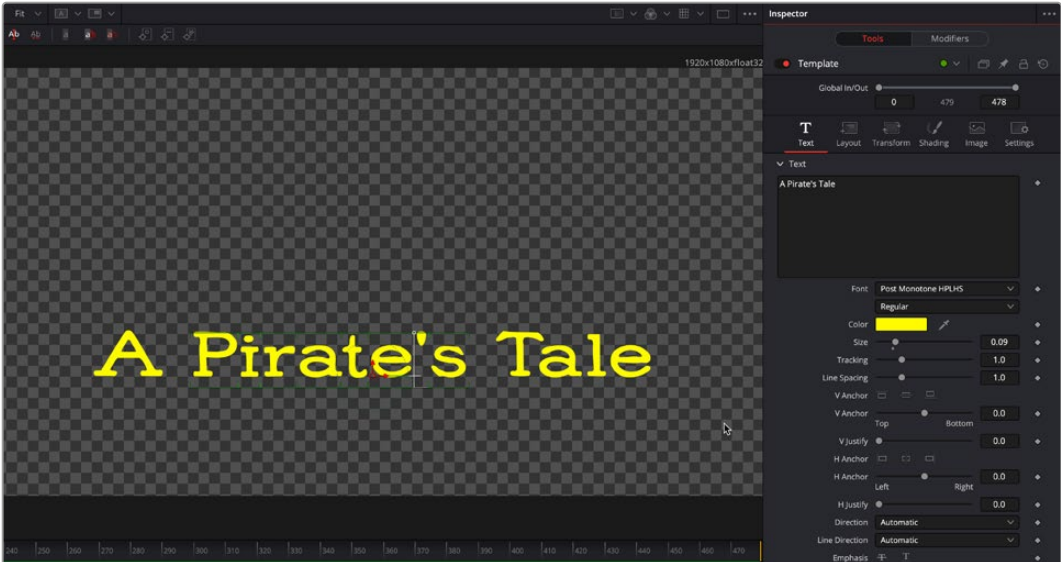 Fit
Inspector
Tools Modifiers
Ab Ab a ab a
1920x1080xfloat32
Template
Global In/Out
0 479 478
T
Text Layout Transform Shading Image Settings
Text
A Pirate's Tale
A Pirate's Tale
Font Post Monotone HPLHS
Regular
Color
Size 0.09
Tracking 1.0
Line Spacing 1.0
V Anchor
V Anchor 0.0
Top Bottom
V Justify 0.0
H Anchor
H Anchor 0.0
Left Right
H Justify 0.0
Direction Automatic
Line Direction Automatic
Emphasis T T
240 250 260 270 280 290 300 310 320 330 340 350 360 370 380 390 400 410 420 430 440 450 460 470